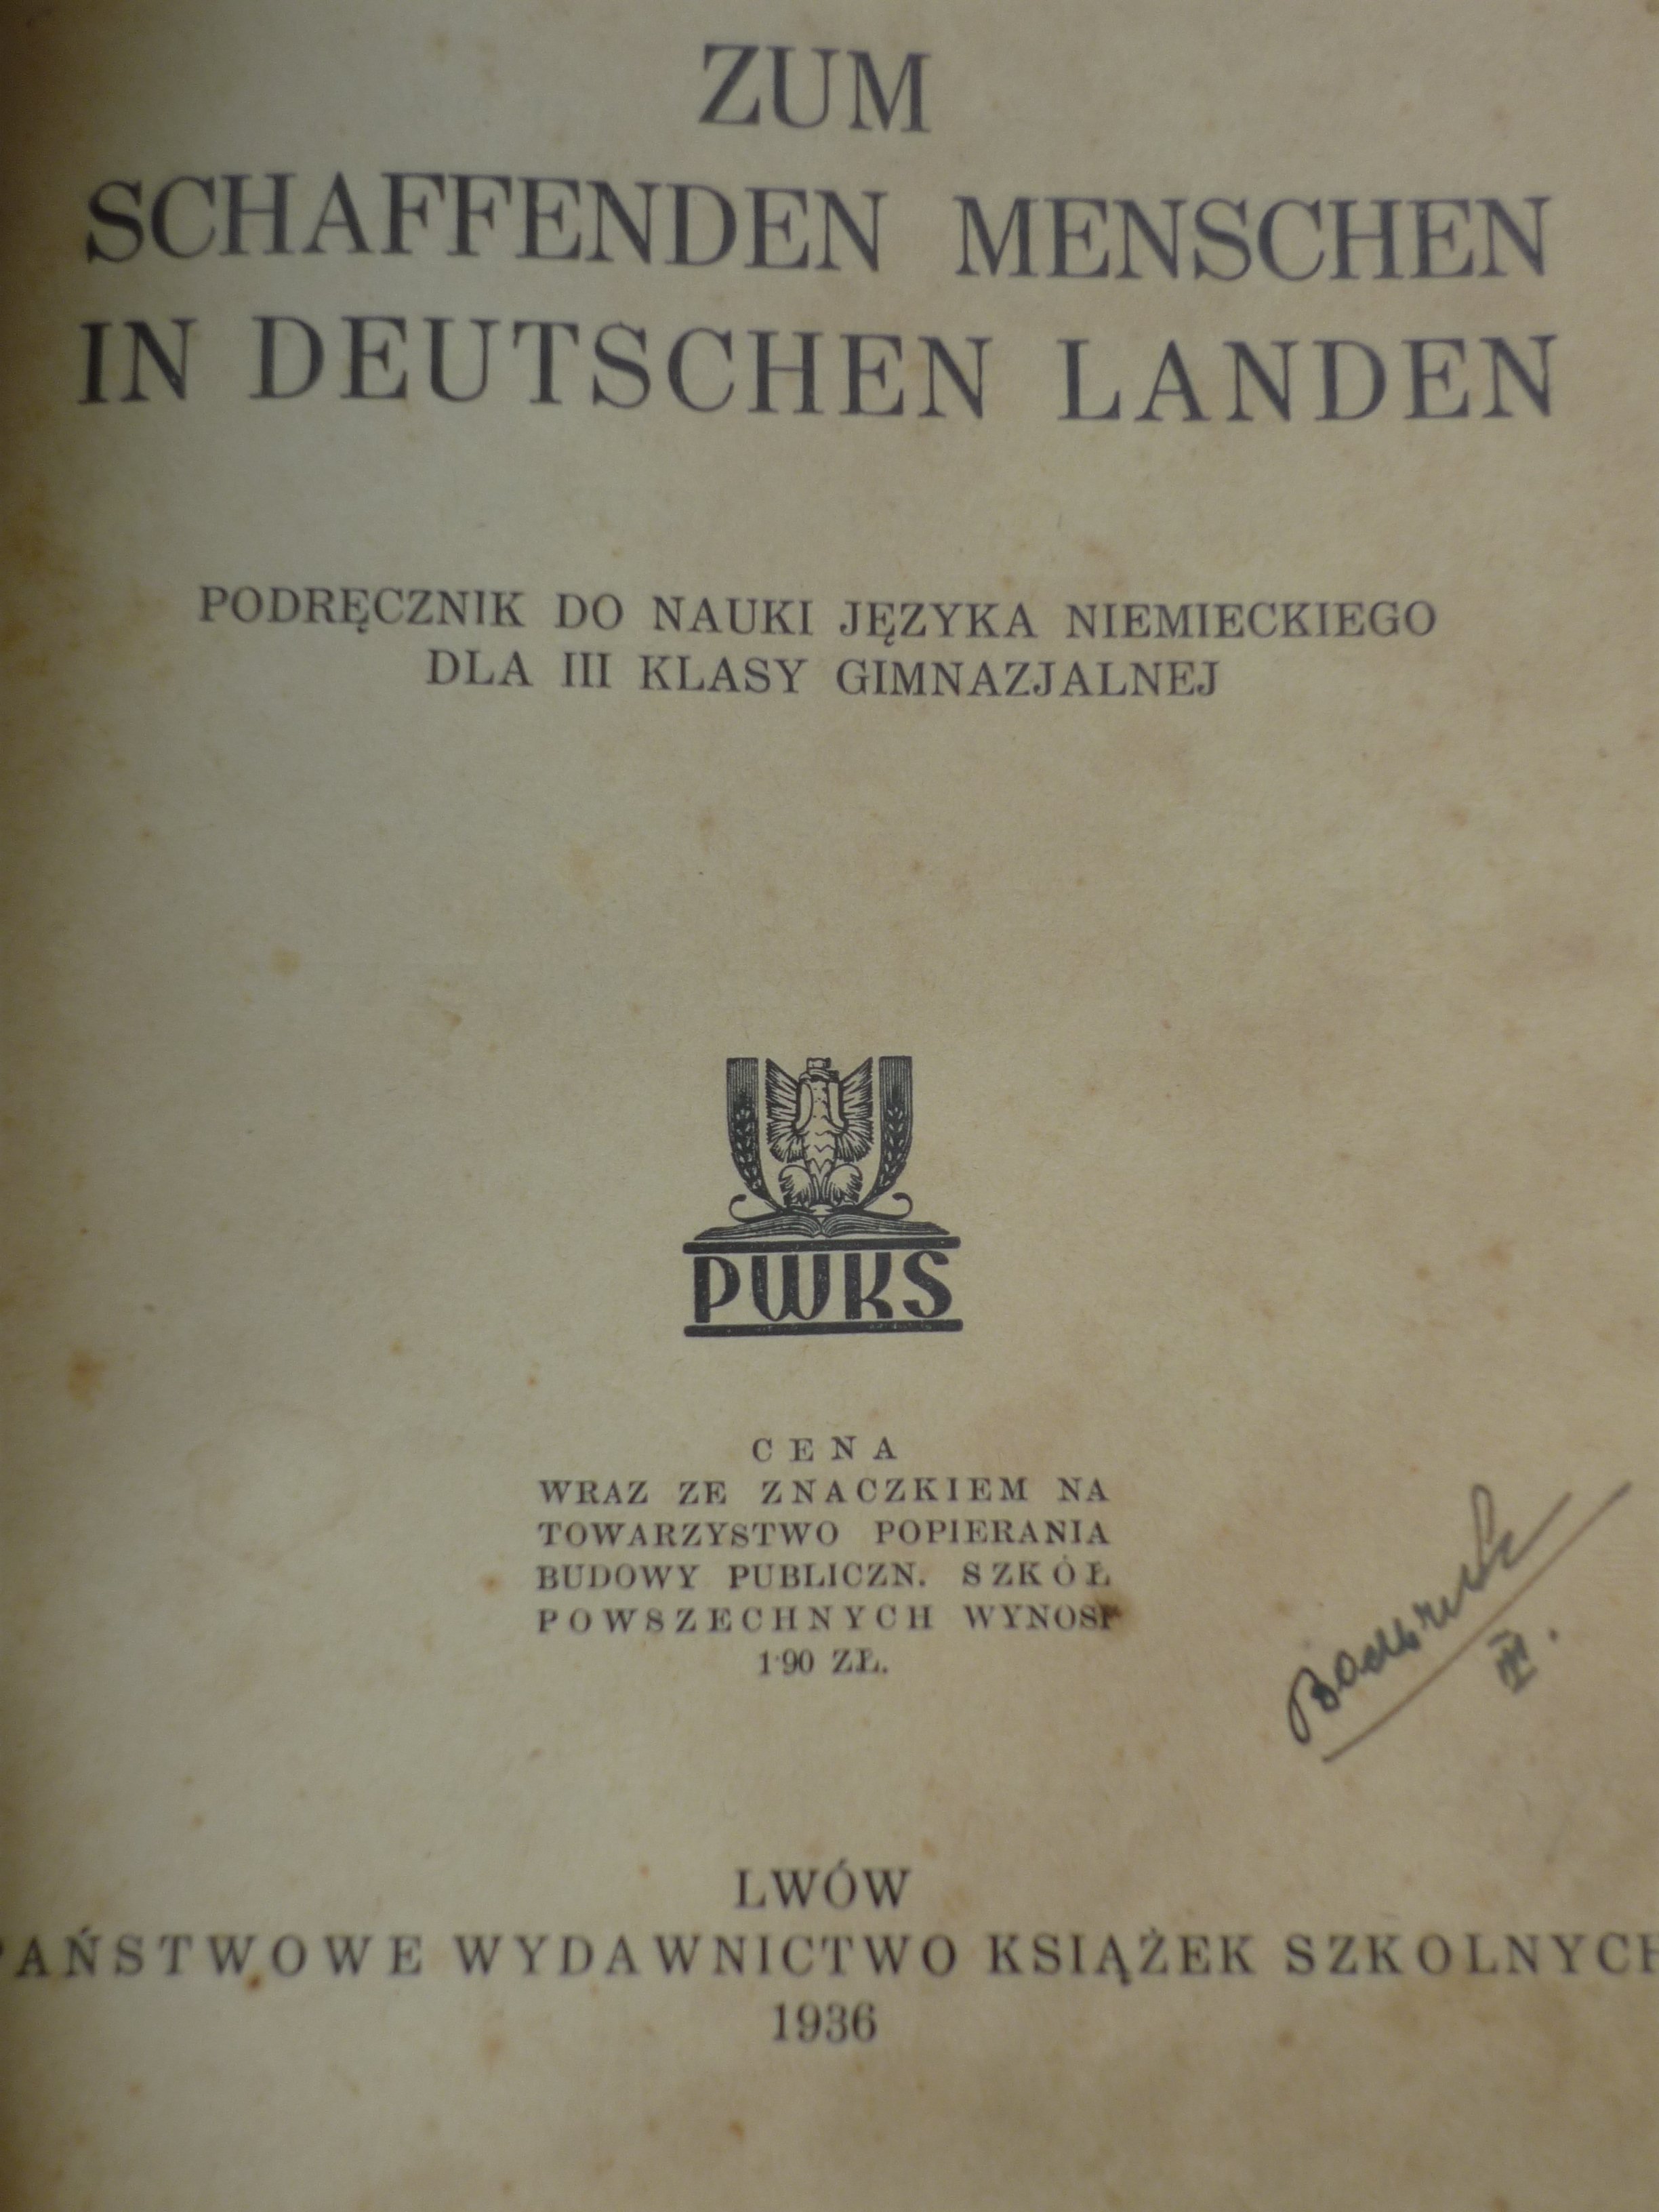 ZUM
SCHAFFENDEN MENSCHEN
IN DEUTSCHEN LANDEN
PODRĘCZNIK DO NAUKI JĘZYKA NIEMIECKIEGO
DLA III KLASY GIMNAZJALNEJ
PWKS
CENA
WRAZ ZE ZNACZKIEM NA
TOWARZYSTWO POPIERANIA
BUDOWY PUBLICZN. SZKÓŁ
POWSZECHNYCH WYNOSI
1·90 ZŁ.
III.
LWÓW
PAŃSTWOWE WYDAWNICTWO KSIĄŻEK SZKOLNYCH
1936